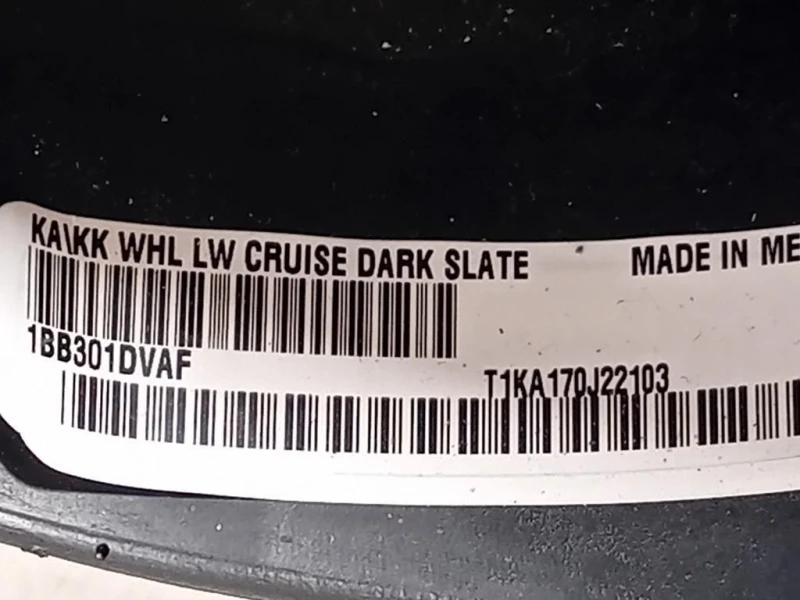 KA\KK WHL LW CRUISE DARK SLATE MADE IN ME
1BB301DVAF
T1KA170J22103